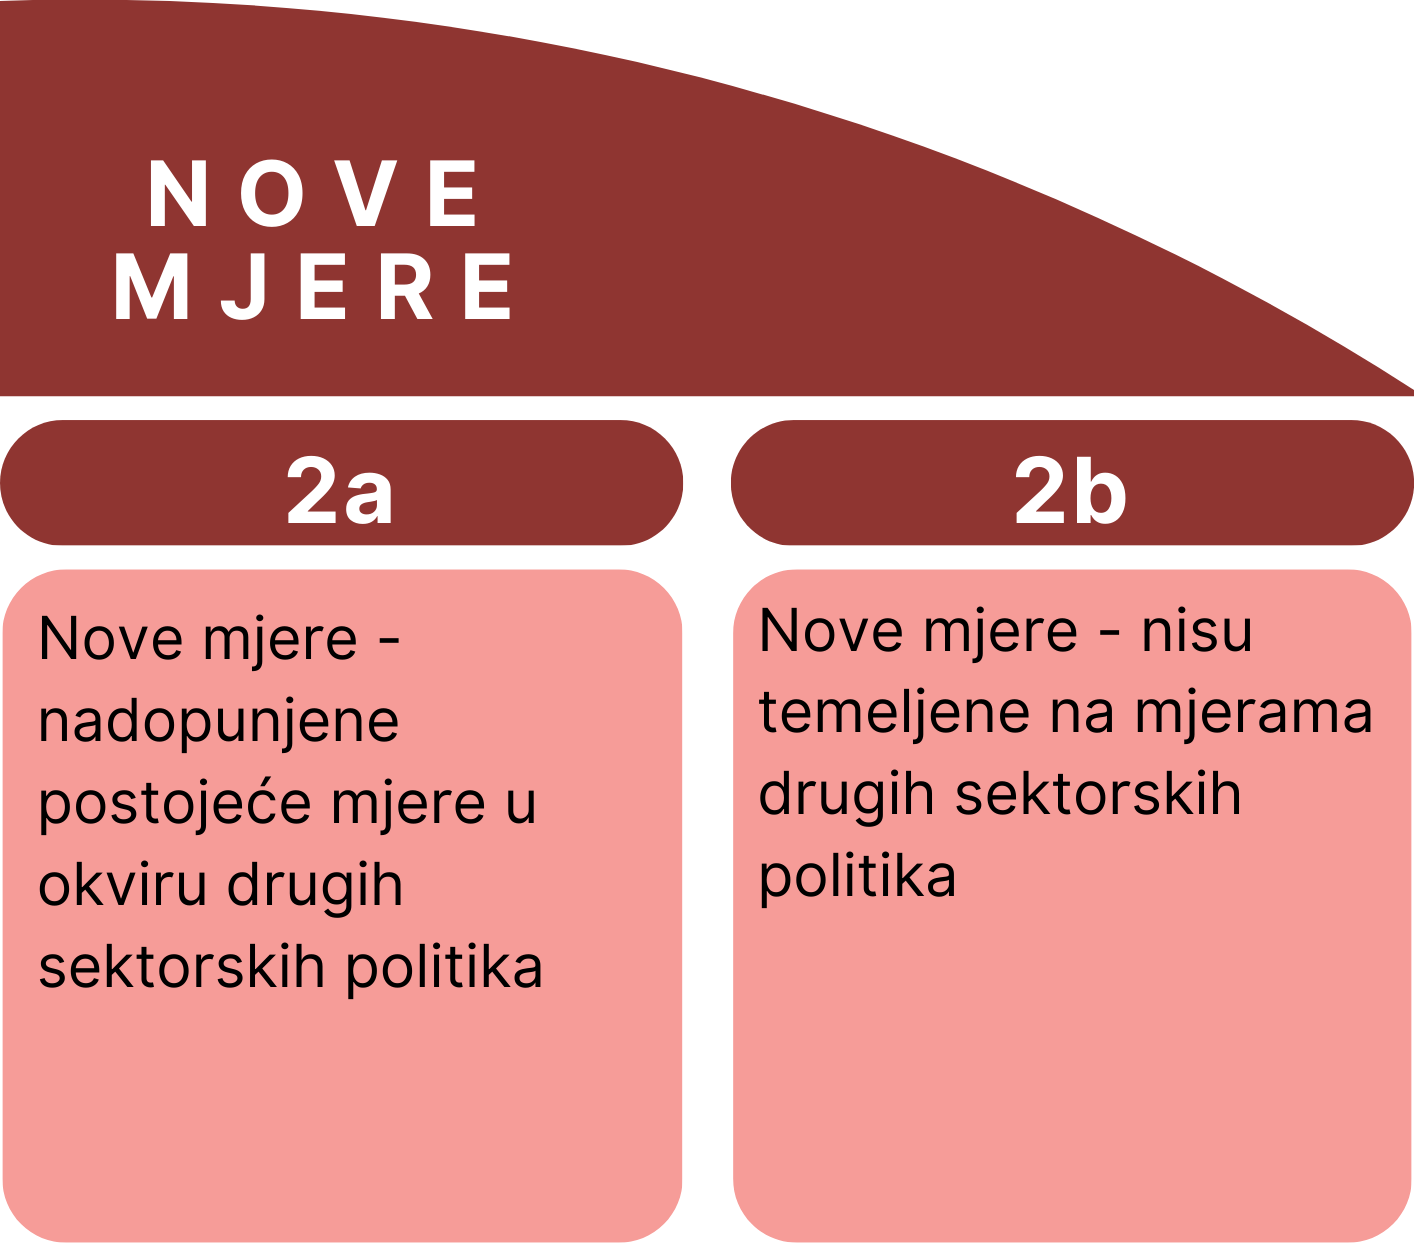 NOVE
MJERE
2a
Nove mjere -
nadopunjene
postojeće mjere u
okviru drugih
sektorskih politika
2b
Nove mjere - nisu
temeljene na mjerama
drugih sektorskih
politika